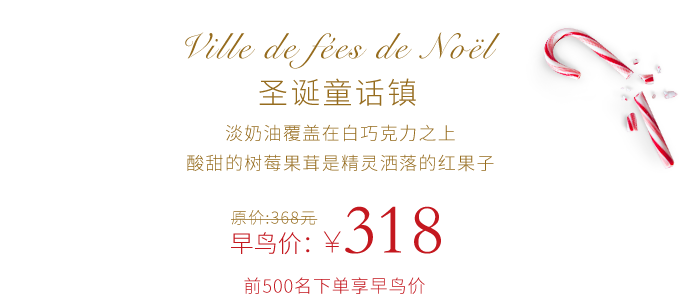 Ville de fées de Noël
圣诞童话镇
淡奶油覆盖在白巧克力之上
酸甜的树莓果茸是精灵洒落的红果子
原价:368元
早鸟价：¥318
前500名下单享早鸟价